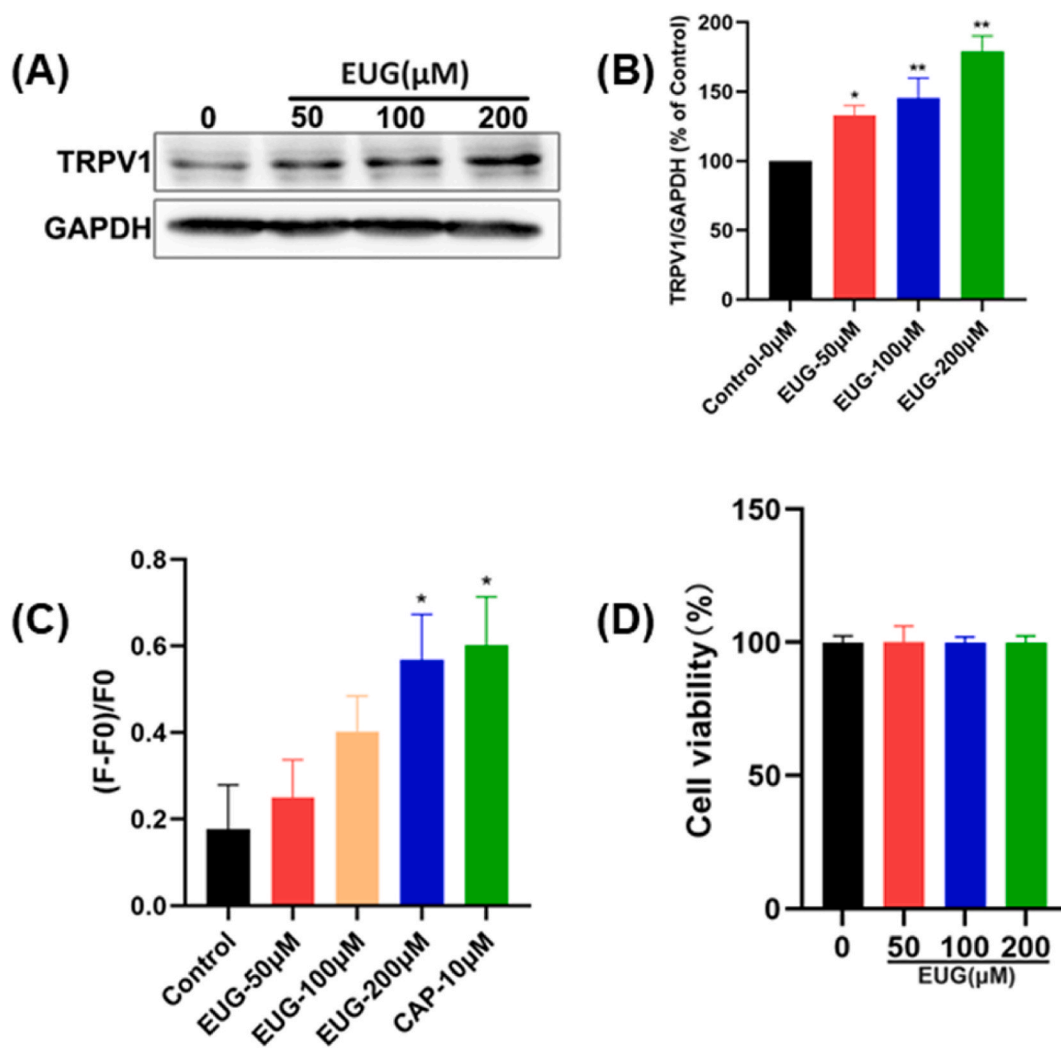 (A)
EUG(μM)
0 50 100 200
TRPV1
GAPDH
(B)
TRPV1/GAPDH (% of Control)
200
150
100
50
0
** 
**
*
Control-0μM
EUG-50μM
EUG-100μM
EUG-200μM
(C)
(F-F0)/F0
0.8
0.6
0.4
0.2
0.0
* *
Control
EUG-50μM
EUG-100μM
EUG-200μM
CAP-10μM
(D)
Cell viability (%)
150
100
50
0
0 50 100 200
EUG(μM)